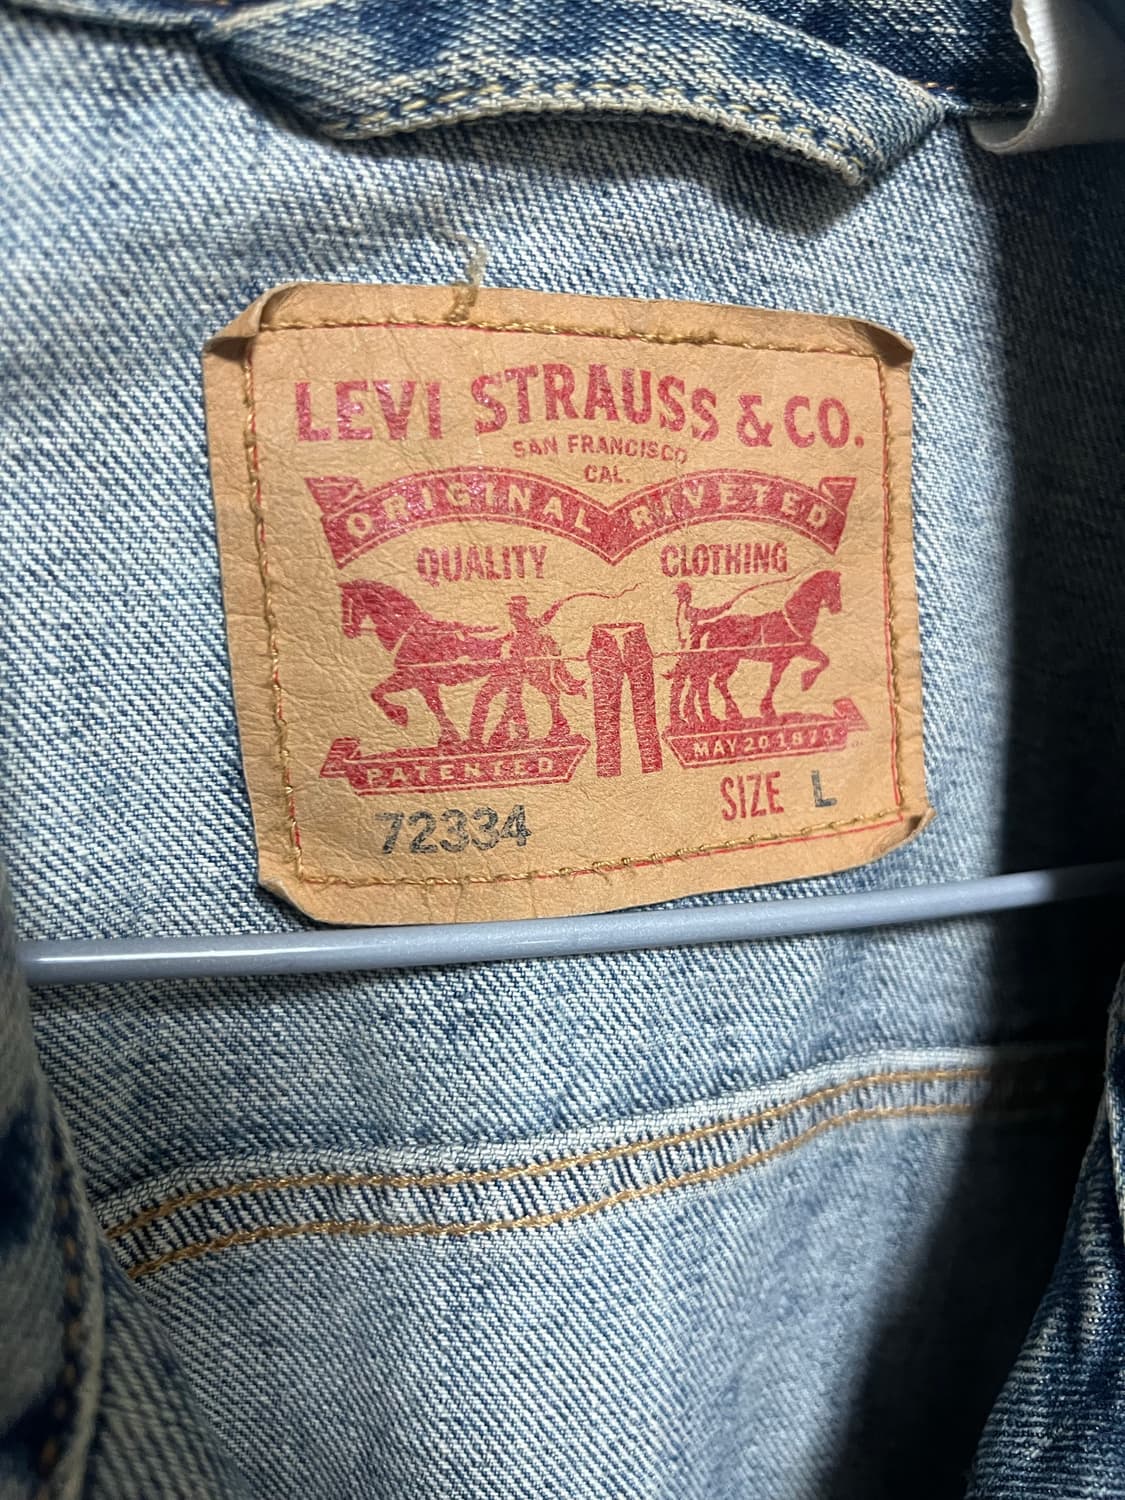 LEVI STRAUSS & CO.
SAN FRANCISCO
CAL.
ORIGINAL RIVETED
QUALITY CLOTHING
PATENTED MAY 20 1873
SIZE L
72334